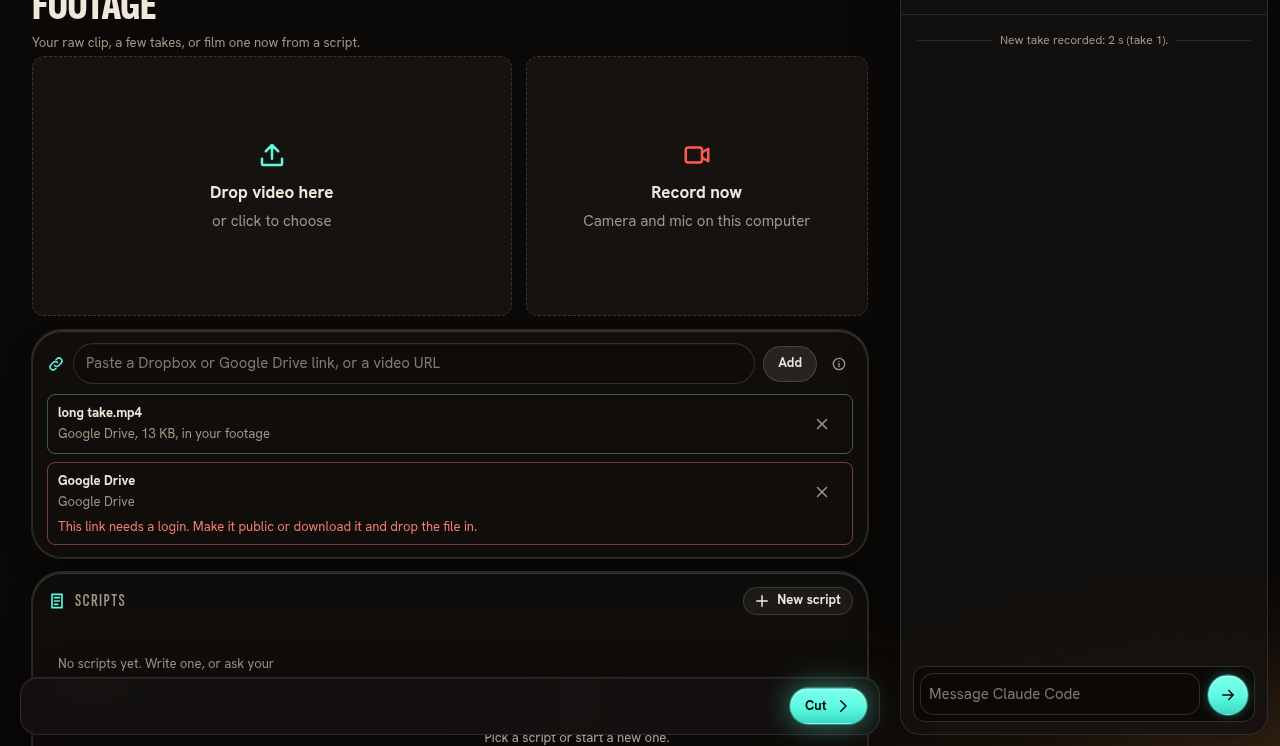 FOOTAGE
Your raw clip, a few takes, or film one now from a script.
Drop video here
or click to choose
Record now
Camera and mic on this computer
Paste a Dropbox or Google Drive link, or a video URL
Add
long take.mp4
Google Drive, 13 KB, in your footage
Google Drive
Google Drive
This link needs a login. Make it public or download it and drop the file in.
SCRIPTS
New script
No scripts yet. Write one, or ask your
Cut
Pick a script or start a new one.
New take recorded: 2 s (take 1).
Message Claude Code